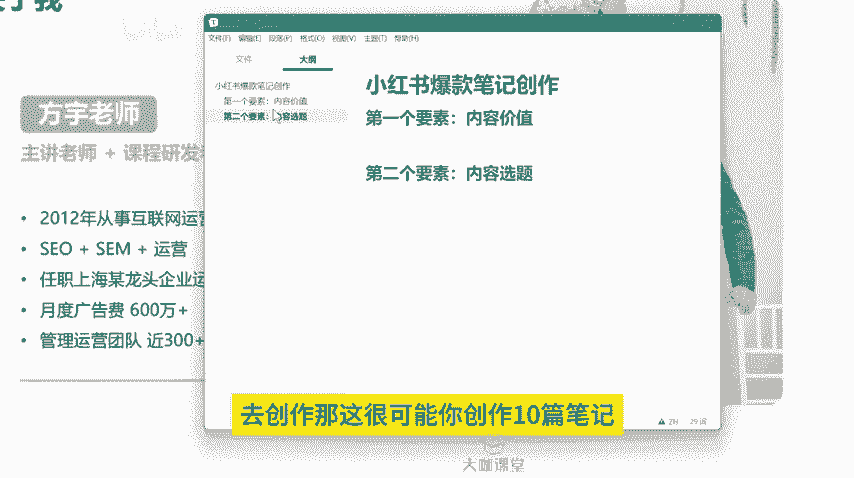 关于我
方宇老师
主讲老师 + 课程研发
2012年从事互联网运营
SEO + SEM + 运营
任职上海某龙头企业运
月度广告费 600万+
管理运营团队 近300+
文件(F) 编辑(E) 段落(P) 格式(O) 视图(V) 主题(T) 帮助(H)
文件 大纲
小红书爆款笔记创作
第一个要素：内容价值
第二个要素：内容选题
小红书爆款笔记创作
第一个要素：内容价值
第二个要素：内容选题
ZH 29 词
去创作那这很可能你创作10篇笔记
大咖课堂